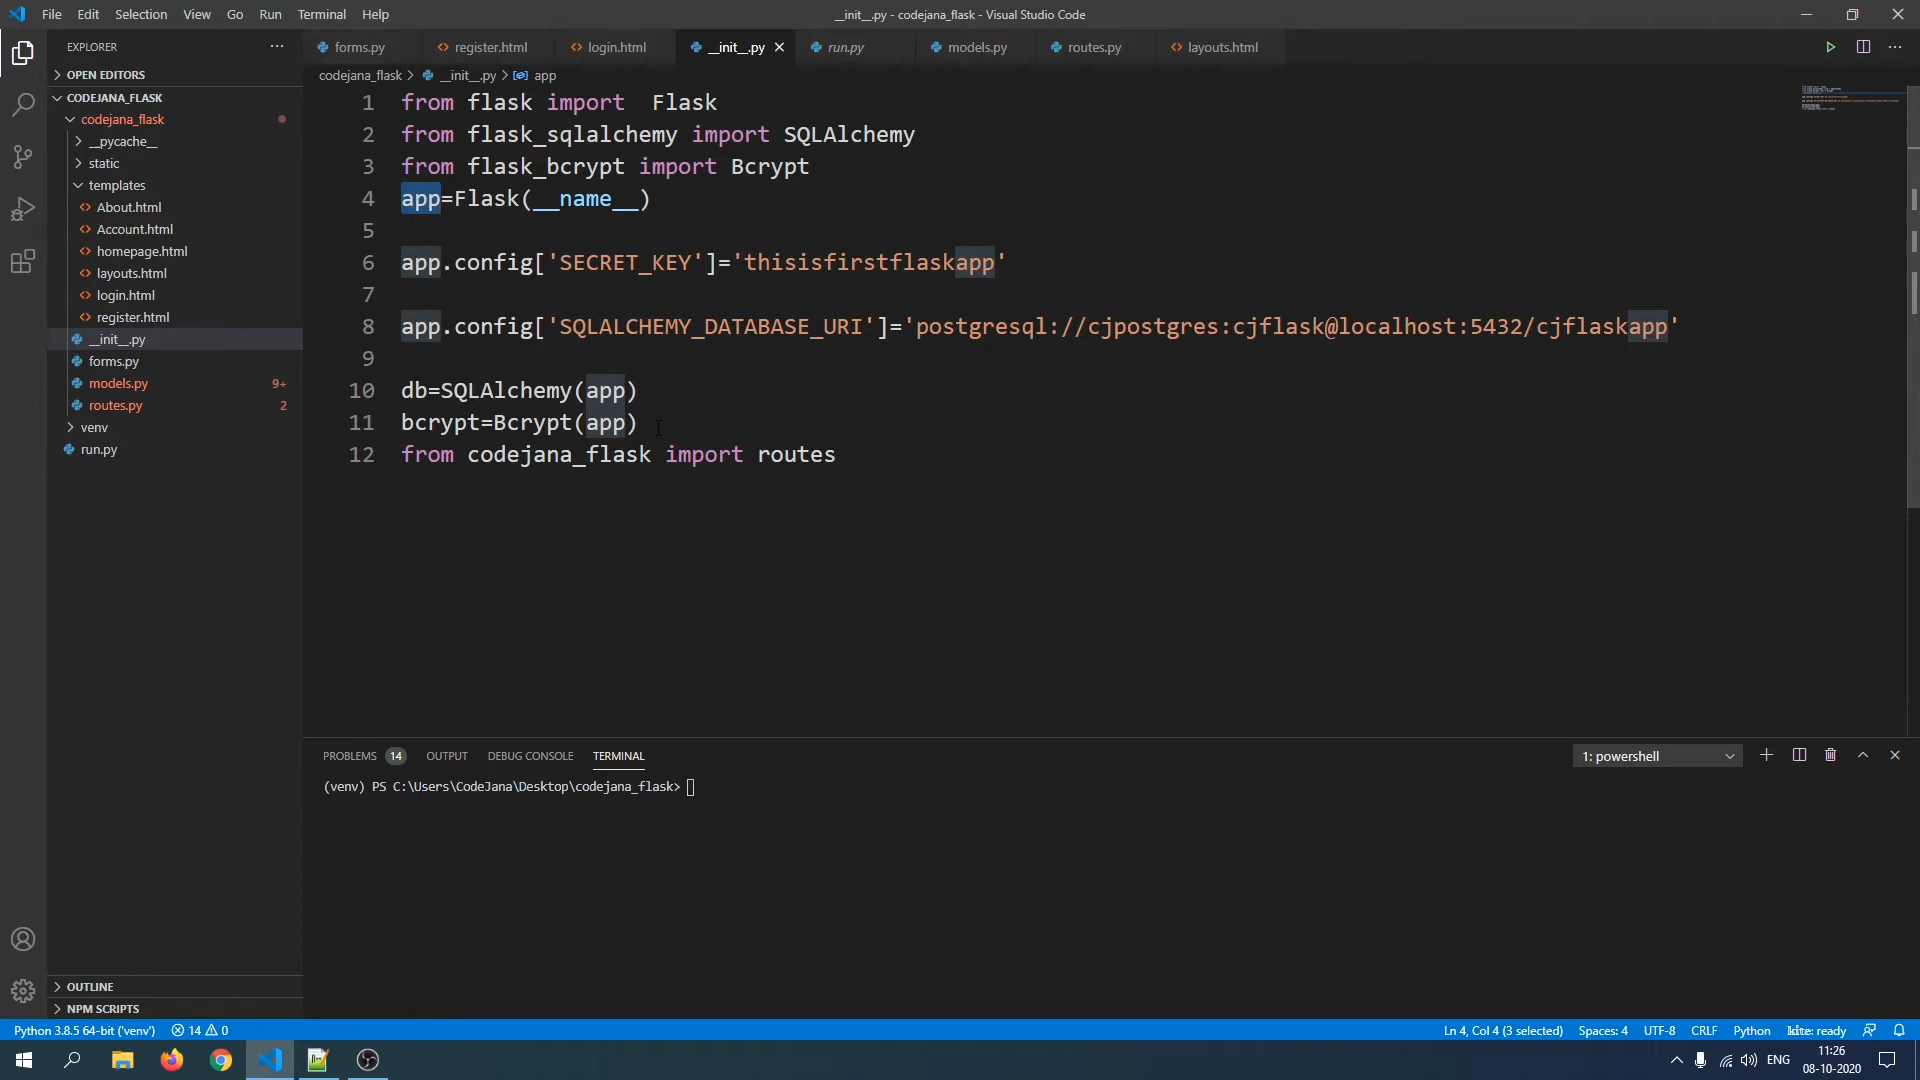 File Edit Selection View Go Run Terminal Help
__init__.py - codejana_flask - Visual Studio Code
EXPLORER
OPEN EDITORS
CODEJANA_FLASK
codejana_flask
__pycache__
static
templates
About.html
Account.html
homepage.html
layouts.html
login.html
register.html
__init__.py
forms.py
models.py 9+
routes.py 2
venv
run.py
OUTLINE
NPM SCRIPTS
forms.py register.html login.html __init__.py run.py models.py routes.py layouts.html
codejana_flask > __init__.py > app
1 from flask import  Flask
2 from flask_sqlalchemy import SQLAlchemy
3 from flask_bcrypt import Bcrypt
4 app=Flask(__name__)
5
6 app.config['SECRET_KEY']='thisisfirstflaskapp'
7
8 app.config['SQLALCHEMY_DATABASE_URI']='postgresql://cjpostgres:cjflask@localhost:5432/cjflaskapp'
9
10 db=SQLAlchemy(app)
11 bcrypt=Bcrypt(app)
12 from codejana_flask import routes
PROBLEMS 14 OUTPUT DEBUG CONSOLE TERMINAL 1: powershell
(venv) PS C:\Users\CodeJana\Desktop\codejana_flask>
Python 3.8.5 64-bit ('venv') 14 0 Ln 4, Col 4 (3 selected) Spaces: 4 UTF-8 CRLF Python kite: ready
ENG 11:26
08-10-2020